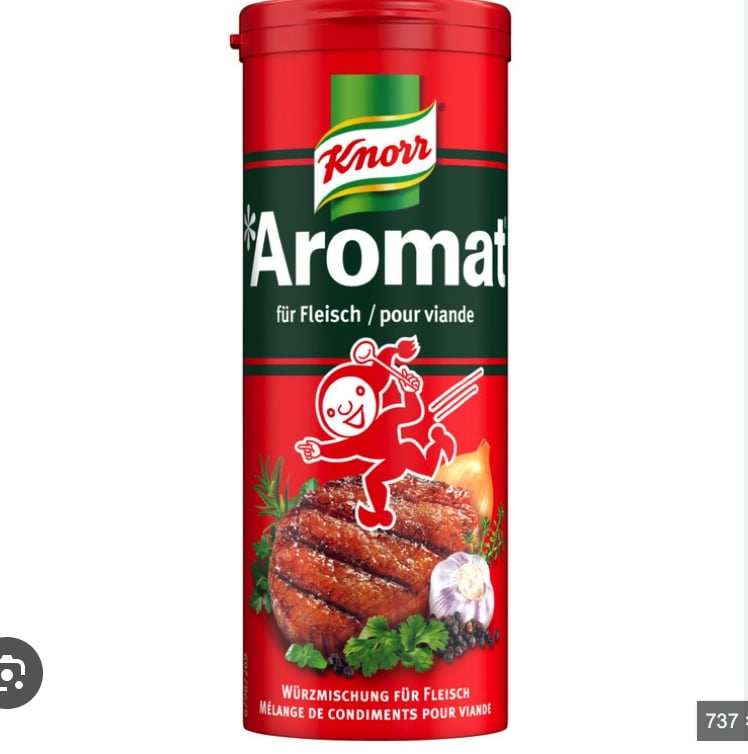 Knorr
®
*Aromat
für Fleisch / pour viande
WÜRZMISCHUNG FÜR FLEISCH
MÉLANGE DE CONDIMENTS POUR VIANDE
737